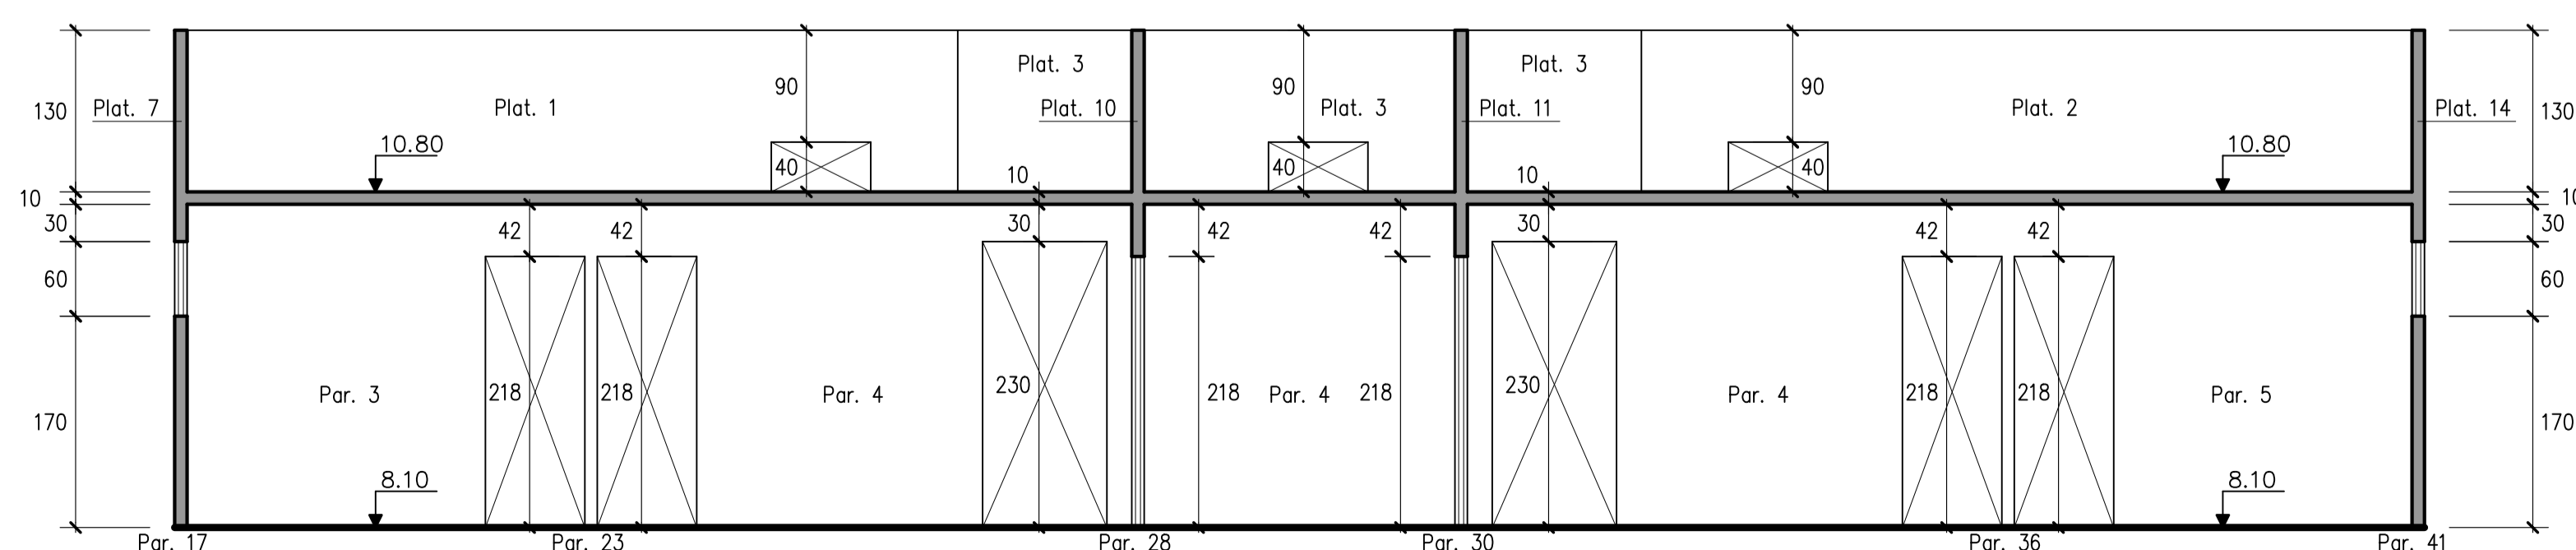 Plat. 3
Plat. 3
90
90
90
130
Plat. 7
Plat. 1
Plat. 10
Plat. 3
Plat. 11
Plat. 2
Plat. 14
130
10.80
10.80
40
40
40
10
10
10
10
30
42
42
30
42
42
30
42
42
30
60
60
170
Par. 3
218
218
Par. 4
230
218
Par. 4
218
230
Par. 4
218
218
Par. 5
170
8.10
8.10
Par. 17
Par. 23
Par. 28
Par. 30
Par. 36
Par. 41